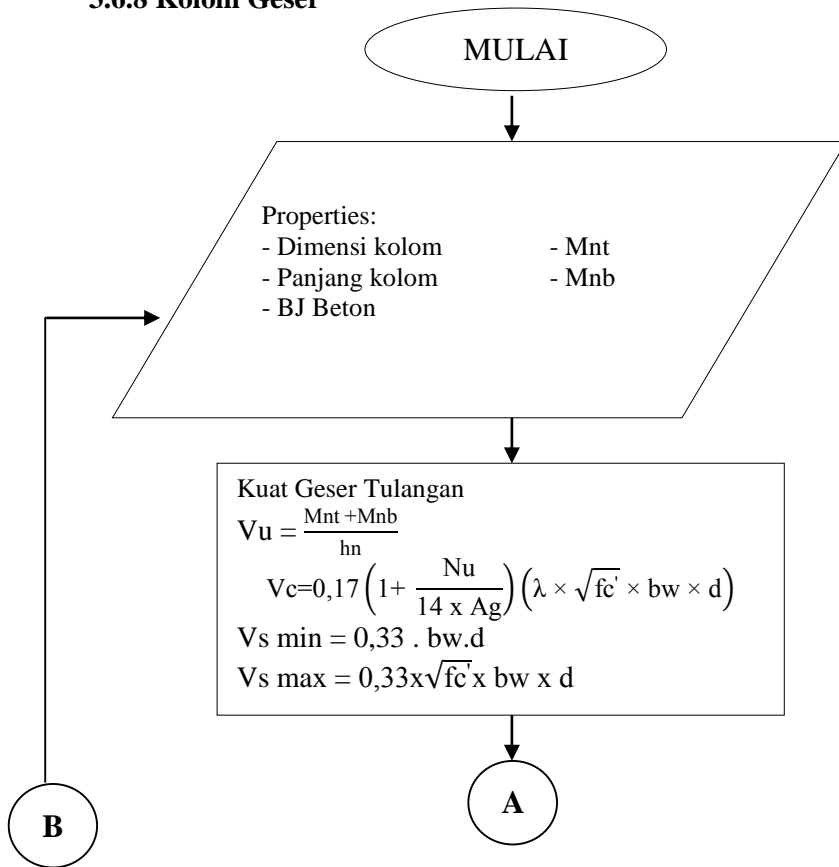 3.6.8 Kolom Geser
MULAI
Properties:
- Dimensi kolom - Mnt
- Panjang kolom - Mnb
- BJ Beton
Kuat Geser Tulangan
Vu = (Mnt +Mnb)/hn
Vc=0,17 (1+ Nu/(14 x Ag)) (λ × √fc' × bw × d)
Vs min = 0,33 . bw.d
Vs max = 0,33x√fc'x bw x d
A
B